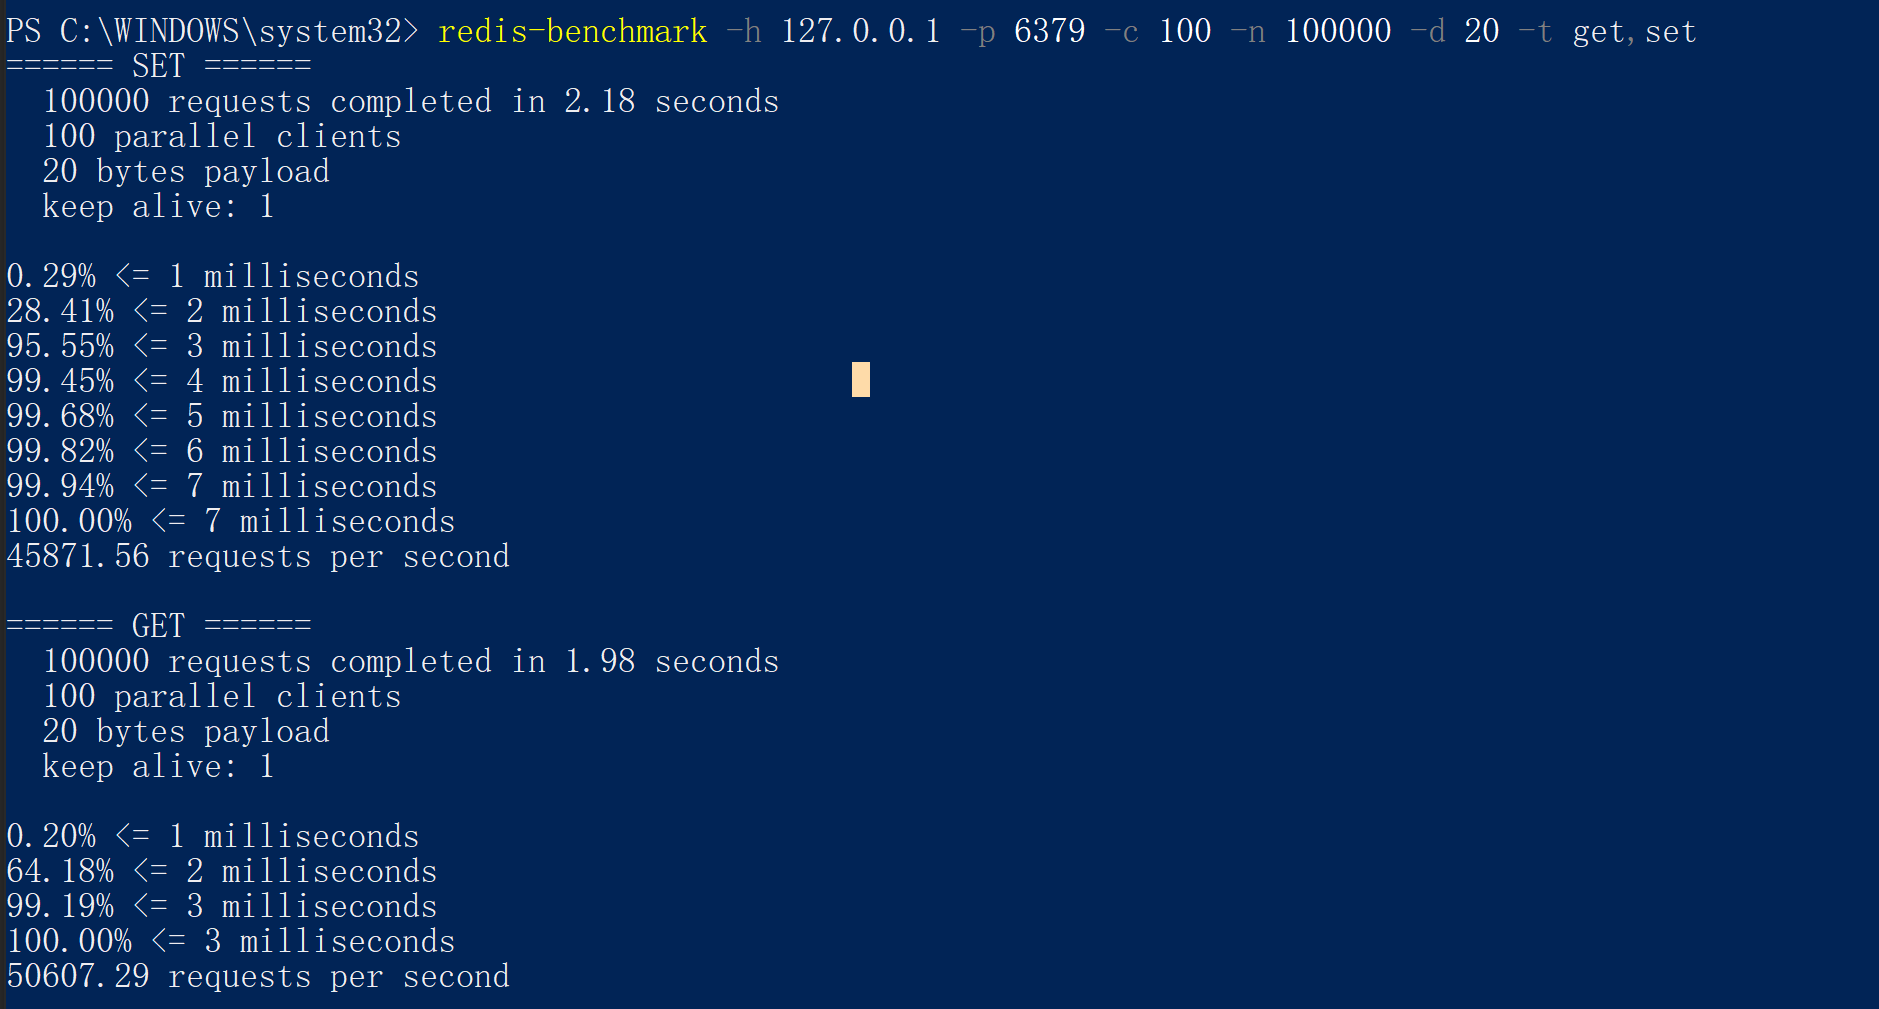 PS C:\WINDOWS\system32> redis-benchmark -h 127.0.0.1 -p 6379 -c 100 -n 100000 -d 20 -t get,set
====== SET ======
  100000 requests completed in 2.18 seconds
  100 parallel clients
  20 bytes payload
  keep alive: 1

0.29% <= 1 milliseconds
28.41% <= 2 milliseconds
95.55% <= 3 milliseconds
99.45% <= 4 milliseconds
99.68% <= 5 milliseconds
99.82% <= 6 milliseconds
99.94% <= 7 milliseconds
100.00% <= 7 milliseconds
45871.56 requests per second

====== GET ======
  100000 requests completed in 1.98 seconds
  100 parallel clients
  20 bytes payload
  keep alive: 1

0.20% <= 1 milliseconds
64.18% <= 2 milliseconds
99.19% <= 3 milliseconds
100.00% <= 3 milliseconds
50607.29 requests per second